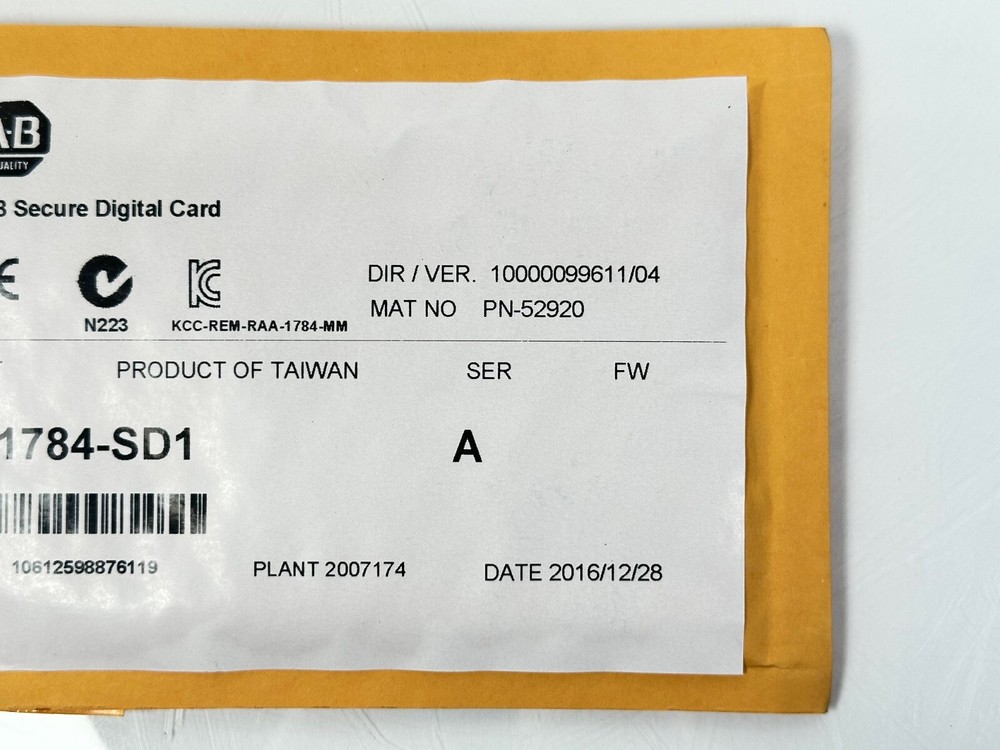 A-B
QUALITY
Secure Digital Card
CE
N223
KCC-REM-RAA-1784-MM
DIR / VER. 10000099611/04
MAT NO PN-52920
PRODUCT OF TAIWAN SER FW
1784-SD1 A
10612598876119 PLANT 2007174 DATE 2016/12/28